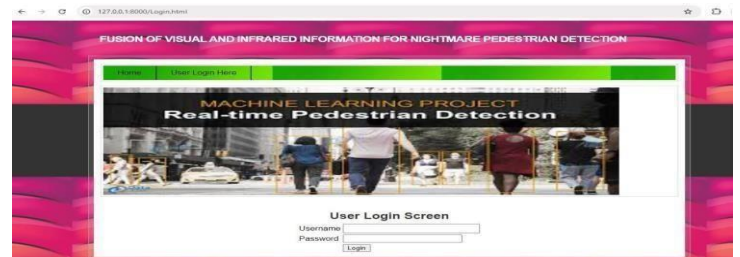 127.0.0.1:8000/Login.html
FUSION OF VISUAL AND INFRARED INFORMATION FOR NIGHTMARE PEDESTRIAN DETECTION
Home User Login Here
MACHINE LEARNING PROJECT
Real-time Pedestrian Detection
User Login Screen
Username
Password
Login